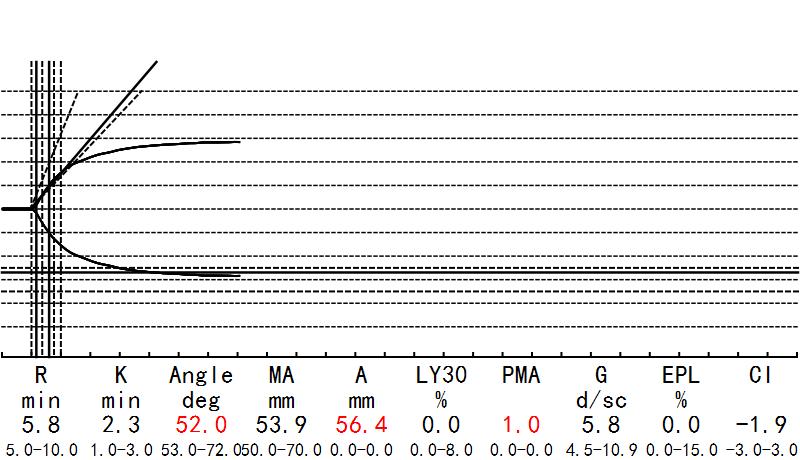 R K Angle MA A LY30 PMA G EPL CI
min min deg mm mm % d/sc %
5.8 2.3 52.0 53.9 56.4 0.0 1.0 5.8 0.0 -1.9
5.0-10.0 1.0-3.0 53.0-72.0 50.0-70.0 0.0-0.0 0.0-8.0 0.0-0.0 4.5-10.9 0.0-15.0 -3.0-3.0